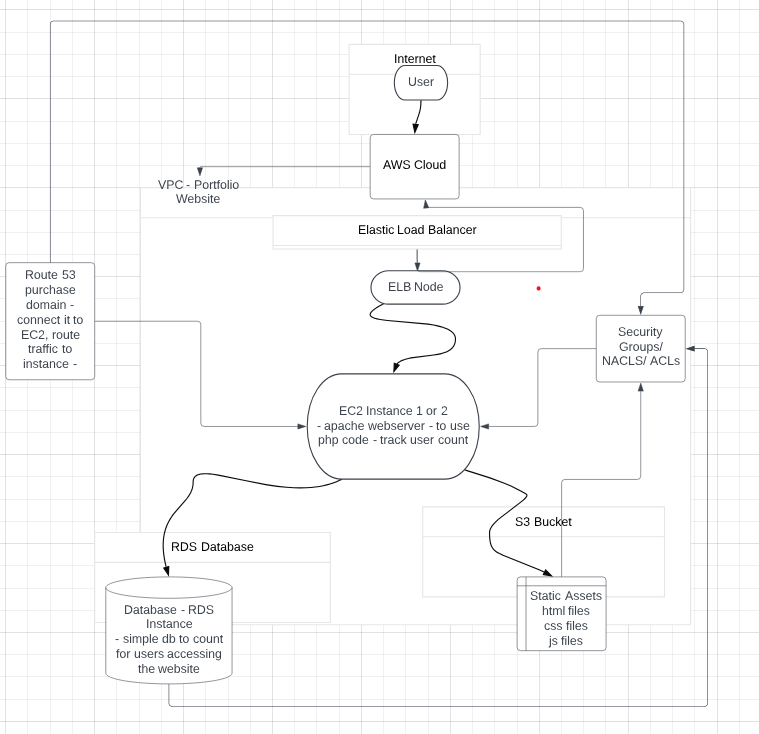 Internet
User
AWS Cloud
VPC - Portfolio
Website
Elastic Load Balancer
ELB Node
Route 53
purchase
domain -
connect it to
EC2, route
traffic to
instance -
Security
Groups/
NACLS/ ACLs
EC2 Instance 1 or 2
- apache webserver - to use
php code - track user count
S3 Bucket
RDS Database
Static Assets
html files
css files
js files
Database - RDS
Instance
- simple db to count
for users accessing
the website